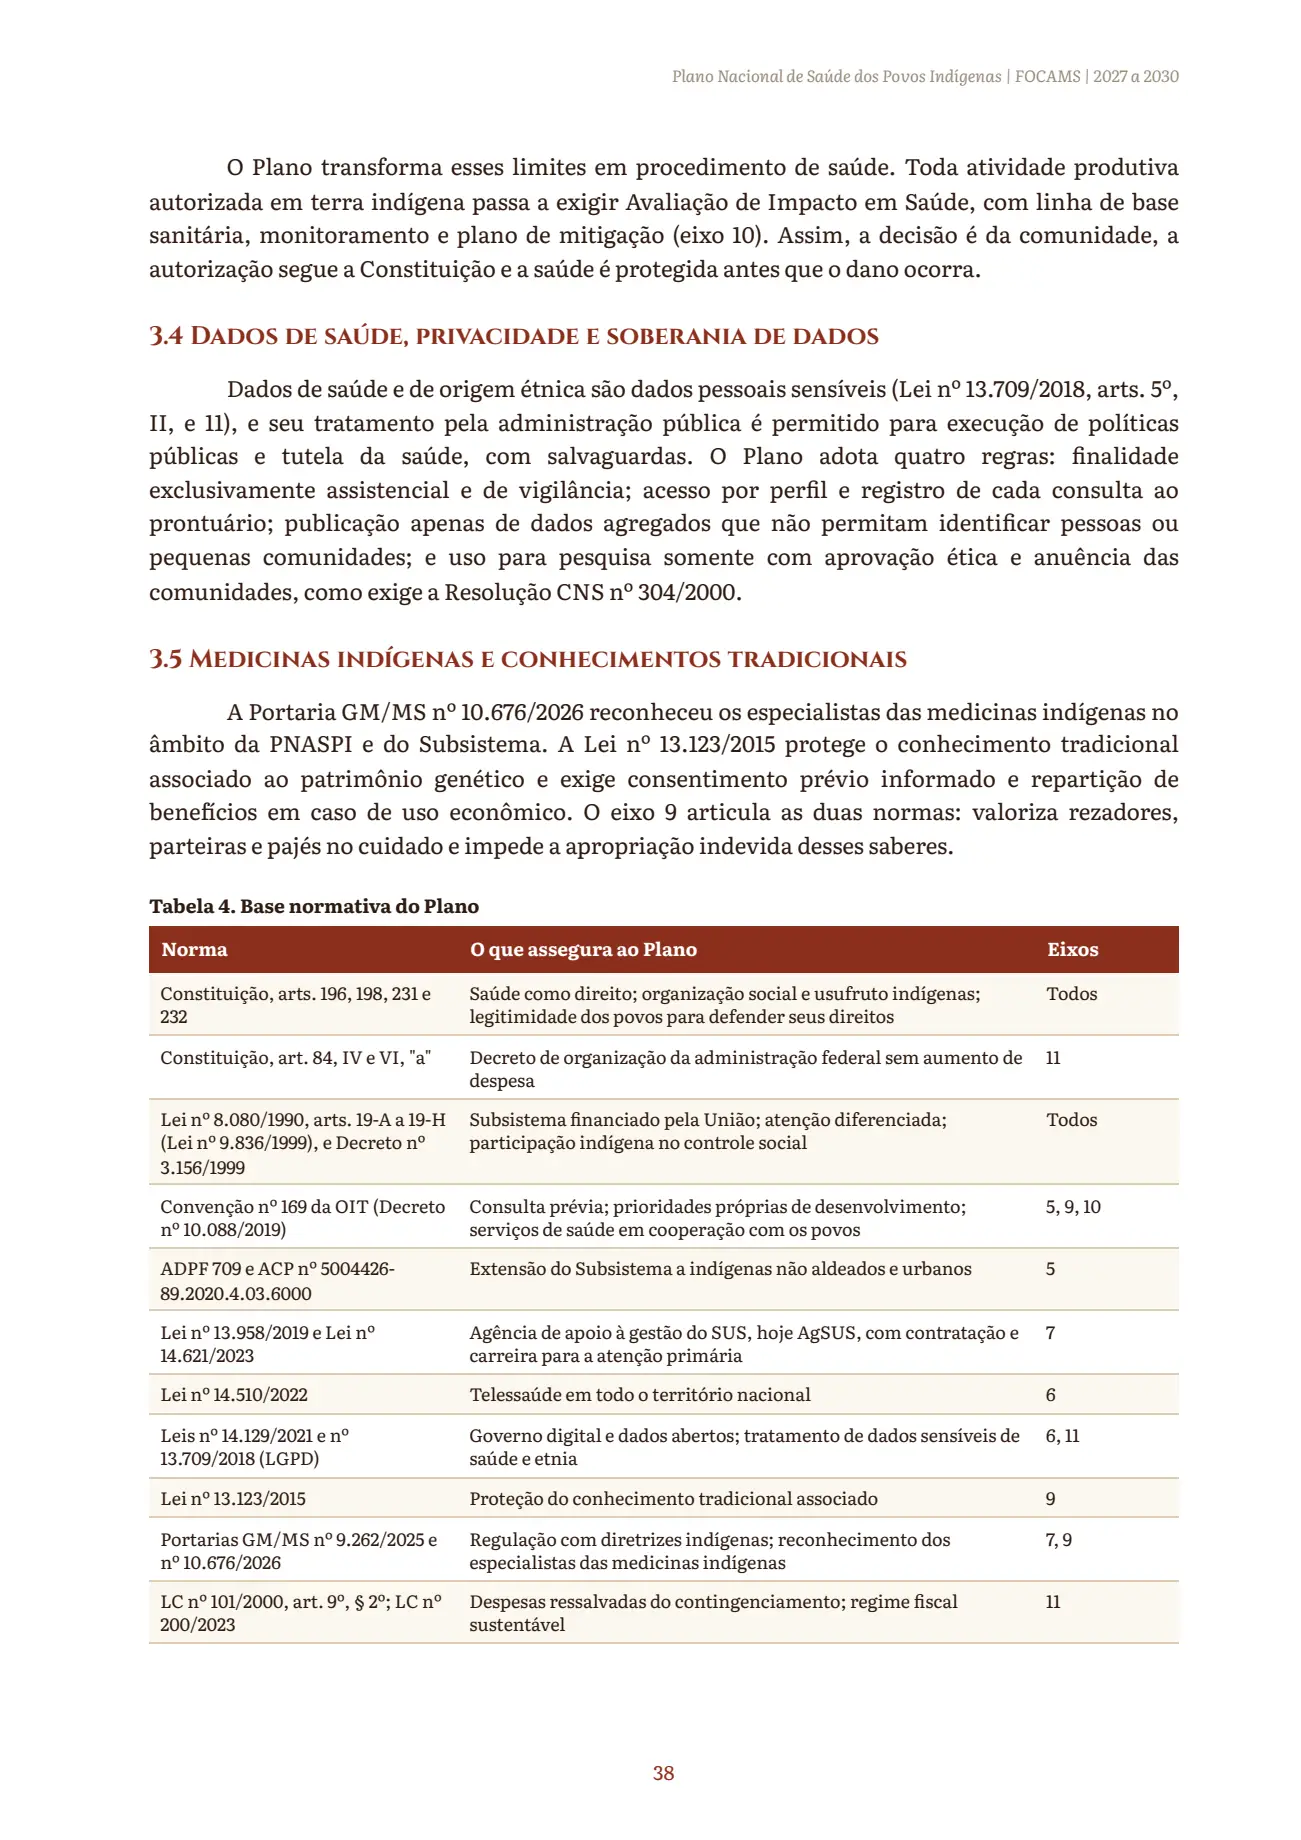 Plano Nacional de Saúde dos Povos Indígenas | FOCAMS | 2027 a 2030
O Plano transforma esses limites em procedimento de saúde. Toda atividade produtiva
autorizada em terra indígena passa a exigir Avaliação de Impacto em Saúde, com linha de base
sanitária, monitoramento e plano de mitigação (eixo 10). Assim, a decisão é da comunidade, a
autorização segue a Constituição e a saúde é protegida antes que o dano ocorra.
3.4 Dados de saúde, privacidade e soberania de dados
Dados de saúde e de origem étnica são dados pessoais sensíveis (Lei nº 13.709/2018, arts. 5º,
II, e 11), e seu tratamento pela administração pública é permitido para execução de políticas
públicas e tutela da saúde, com salvaguardas. O Plano adota quatro regras: finalidade
exclusivamente assistencial e de vigilância; acesso por perfil e registro de cada consulta ao
prontuário; publicação apenas de dados agregados que não permitam identificar pessoas ou
pequenas comunidades; e uso para pesquisa somente com aprovação ética e anuência das
comunidades, como exige a Resolução CNS nº 304/2000.
3.5 Medicinas indígenas e conhecimentos tradicionais
A Portaria GM/MS nº 10.676/2026 reconheceu os especialistas das medicinas indígenas no
âmbito da PNASPI e do Subsistema. A Lei nº 13.123/2015 protege o conhecimento tradicional
associado ao patrimônio genético e exige consentimento prévio informado e repartição de
benefícios em caso de uso econômico. O eixo 9 articula as duas normas: valoriza rezadores,
parteiras e pajés no cuidado e impede a apropriação indevida desses saberes.
Tabela 4. Base normativa do Plano
Norma O que assegura ao Plano Eixos
Constituição, arts. 196, 198, 231 e Saúde como direito; organização social e usufruto indígenas; Todos
232 legitimidade dos povos para defender seus direitos
Constituição, art. 84, IV e VI, "a" Decreto de organização da administração federal sem aumento de 11
despesa
Lei nº 8.080/1990, arts. 19-A a 19-H Subsistema financiado pela União; atenção diferenciada; Todos
(Lei nº 9.836/1999), e Decreto nº participação indígena no controle social
3.156/1999
Convenção nº 169 da OIT (Decreto Consulta prévia; prioridades próprias de desenvolvimento; 5, 9, 10
nº 10.088/2019) serviços de saúde em cooperação com os povos
ADPF 709 e ACP nº 5004426- Extensão do Subsistema a indígenas não aldeados e urbanos 5
89.2020.4.03.6000
Lei nº 13.958/2019 e Lei nº Agência de apoio à gestão do SUS, hoje AgSUS, com contratação e 7
14.621/2023 carreira para a atenção primária
Lei nº 14.510/2022 Telessaúde em todo o território nacional 6
Leis nº 14.129/2021 e nº Governo digital e dados abertos; tratamento de dados sensíveis de 6, 11
13.709/2018 (LGPD) saúde e etnia
Lei nº 13.123/2015 Proteção do conhecimento tradicional associado 9
Portarias GM/MS nº 9.262/2025 e Regulação com diretrizes indígenas; reconhecimento dos 7, 9
nº 10.676/2026 especialistas das medicinas indígenas
LC nº 101/2000, art. 9º, § 2º; LC nº Despesas ressalvadas do contingenciamento; regime fiscal 11
200/2023 sustentável
38